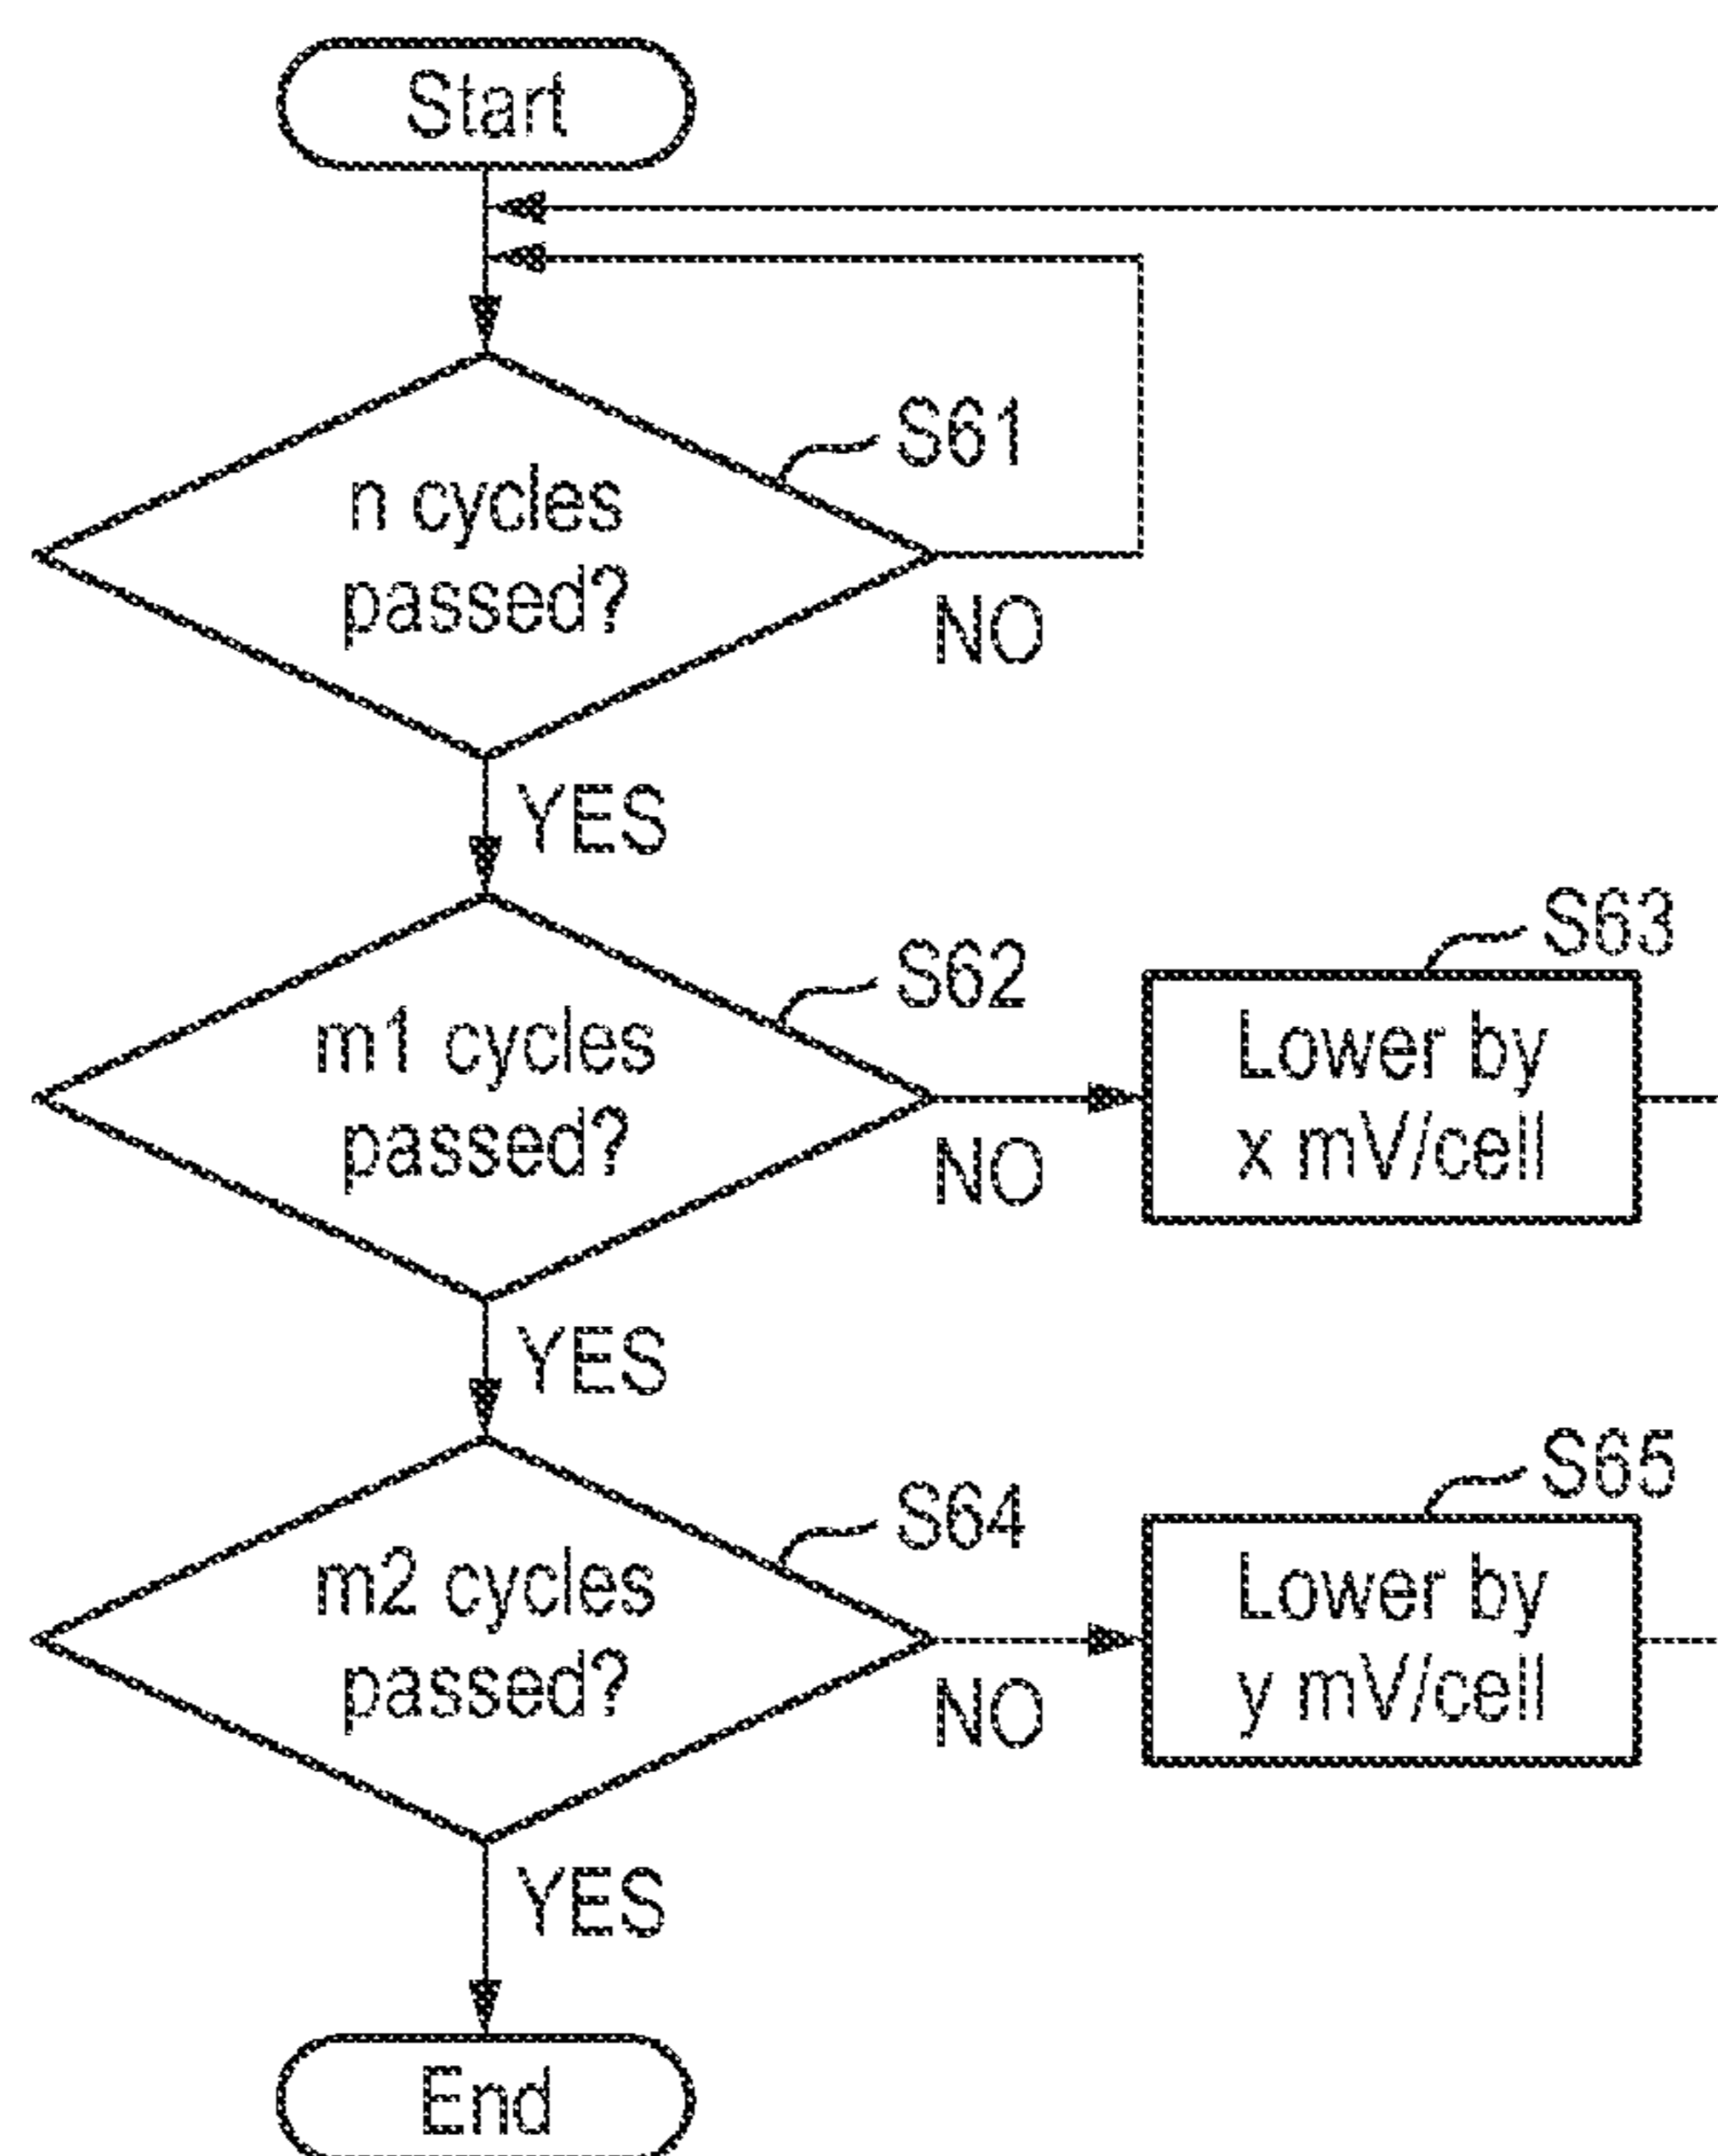 Start
S61
n cycles
passed?
NO
YES
S62
m1 cycles
passed?
NO
S63
Lower by
x mV/cell
YES
S64
m2 cycles
passed?
NO
S65
Lower by
y mV/cell
YES
End